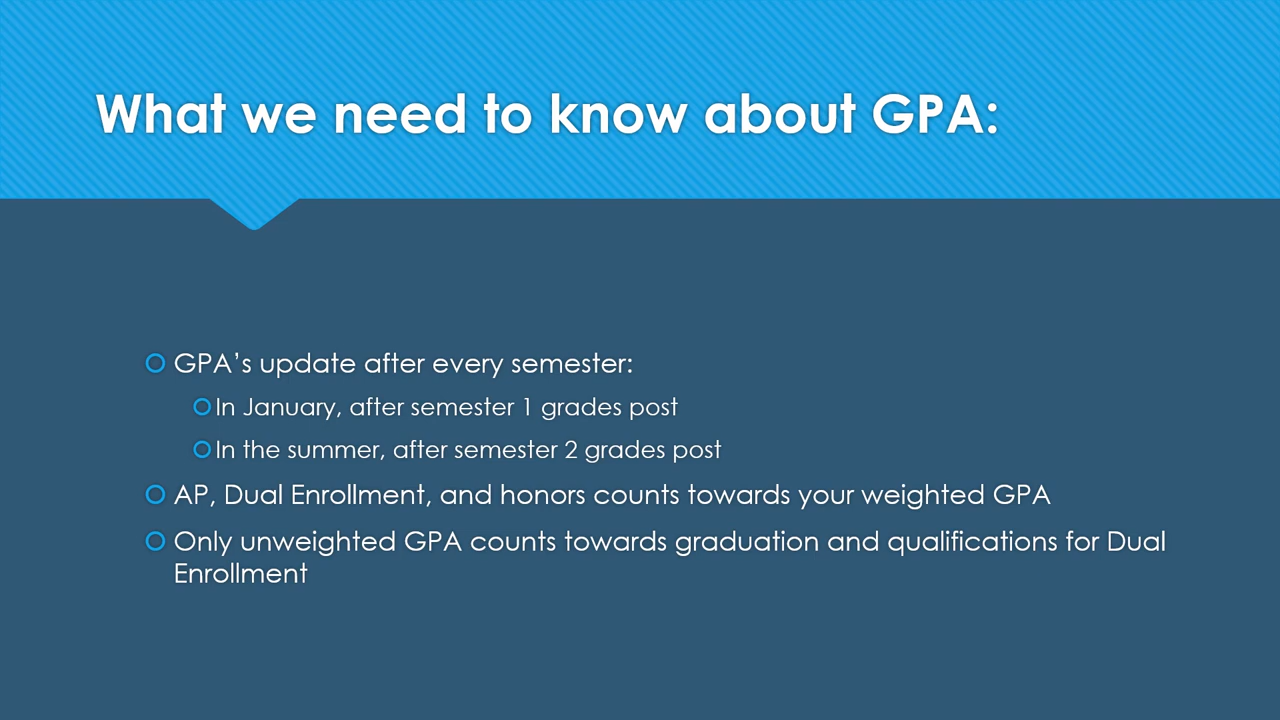 What we need to know about GPA:
GPA’s update after every semester:
In January, after semester 1 grades post
In the summer, after semester 2 grades post
AP, Dual Enrollment, and honors counts towards your weighted GPA
Only unweighted GPA counts towards graduation and qualifications for Dual
Enrollment